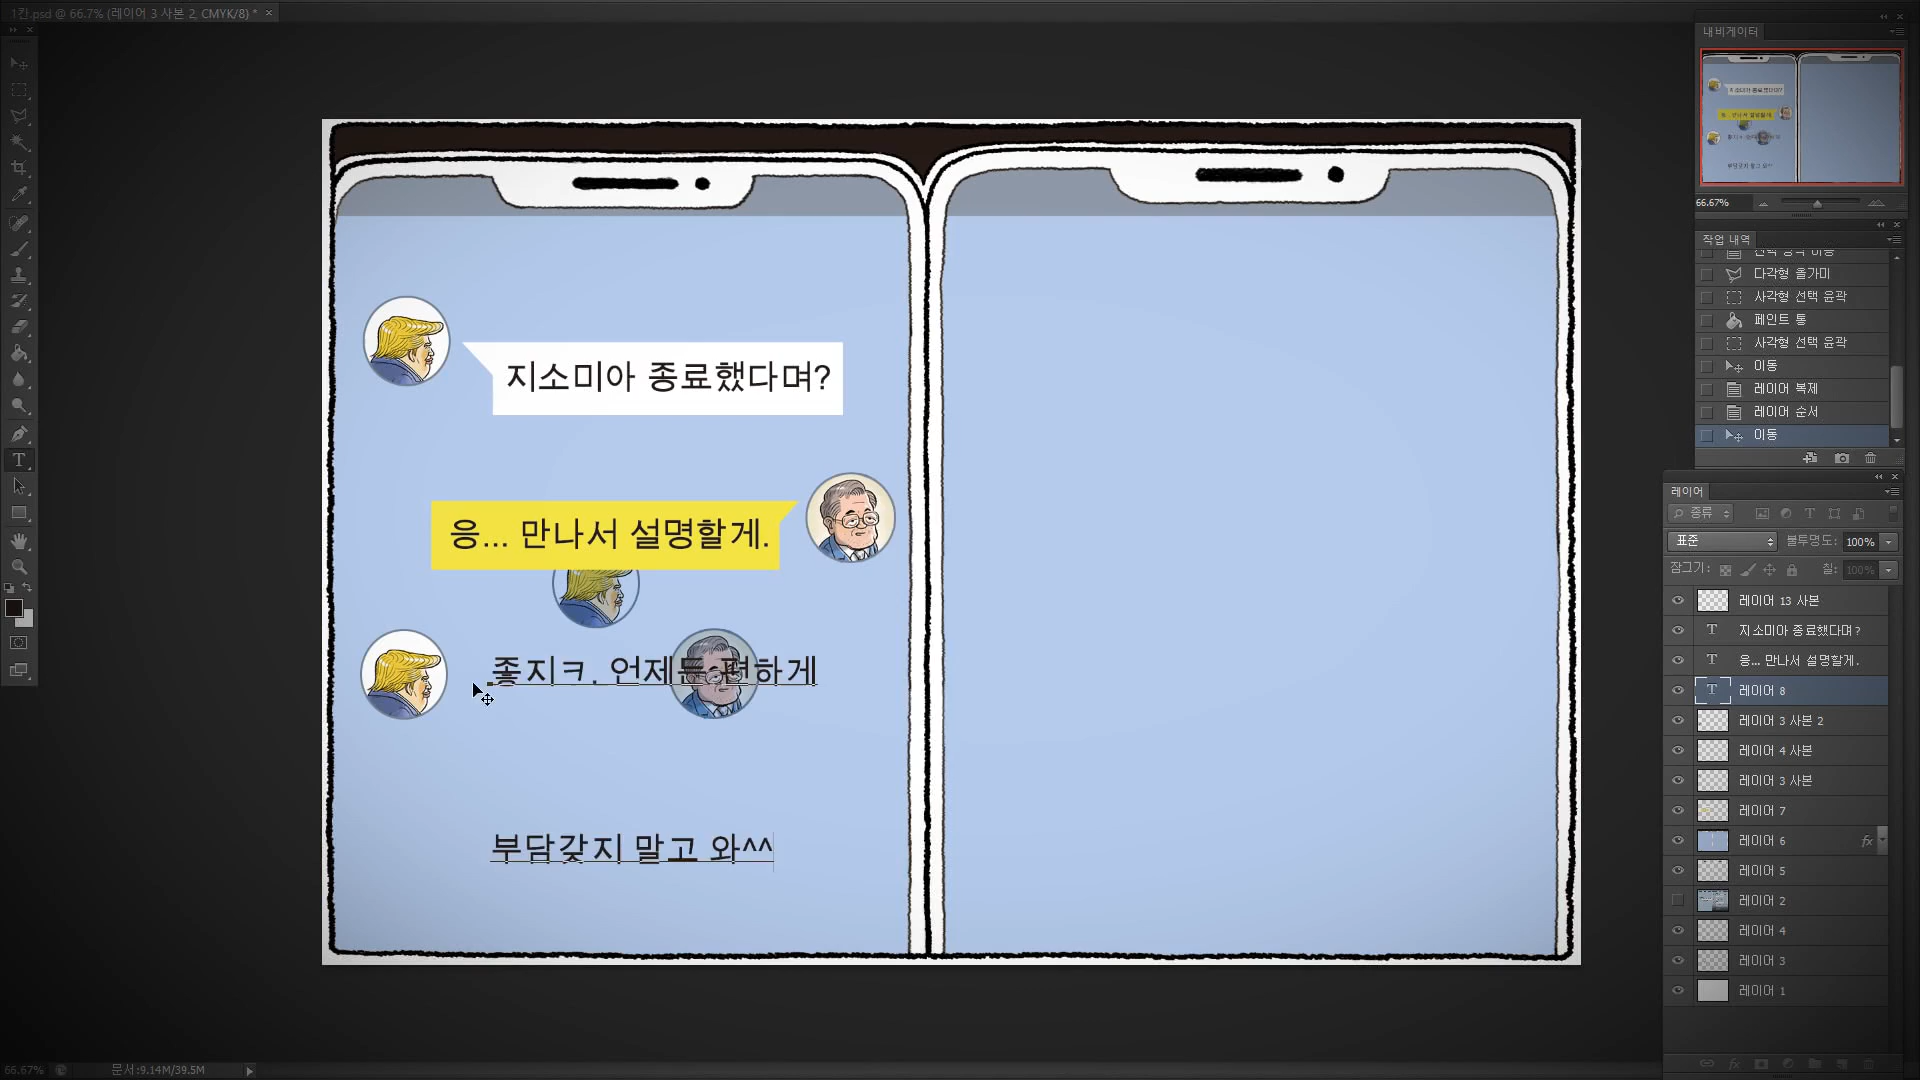 1칸.psd @ 66.7% (레이어 3 사본 2, CMYK/8) *
내비게이터
66.67%
작업 내역
다각형 올가미
사각형 선택 윤곽
페인트 통
사각형 선택 윤곽
이동
레이어 복제
레이어 순서
이동
지소미아 종료했다며?
응... 만나서 설명할게.
좋지ㅋ. 언제든 편하게
부담갖지 말고 와^^
레이어
종류
표준
불투명도: 100%
잠그기:
칠: 100%
레이어 13 사본
지소미아 종료했다며?
응... 만나서 설명할게.
레이어 8
레이어 3 사본 2
레이어 4 사본
레이어 3 사본
레이어 7
레이어 6
fx
레이어 5
레이어 2
레이어 4
레이어 3
레이어 1
66.67%
문서:9.14M/39.5M